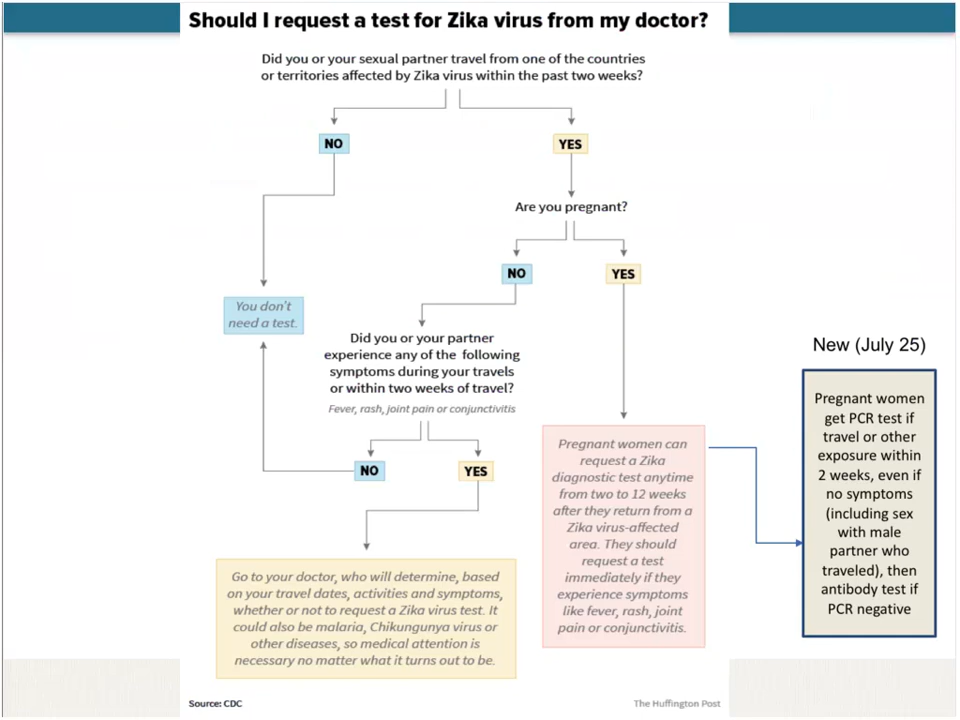 Should I request a test for Zika virus from my doctor?
Did you or your sexual partner travel from one of the countries
or territories affected by Zika virus within the past two weeks?
NO
YES
Are you pregnant?
NO
YES
You don't
need a test.
Did you or your partner
experience any of the following
symptoms during your travels
or within two weeks of travel?
Fever, rash, joint pain or conjunctivitis
NO
YES
Go to your doctor, who will determine, based
on your travel dates, activities and symptoms,
whether or not to request a Zika virus test. It
could also be malaria, Chikungunya virus or
other diseases, so medical attention is
necessary no matter what it turns out to be.
Pregnant women can
request a Zika
diagnostic test anytime
from two to 12 weeks
after they return from a
Zika virus-affected
area. They should
request a test
immediately if they
experience symptoms
like fever, rash, joint
pain or conjunctivitis.
New (July 25)
Pregnant women
get PCR test if
travel or other
exposure within
2 weeks, even if
no symptoms
(including sex
with male
partner who
traveled), then
antibody test if
PCR negative
Source: CDC
The Huffington Post